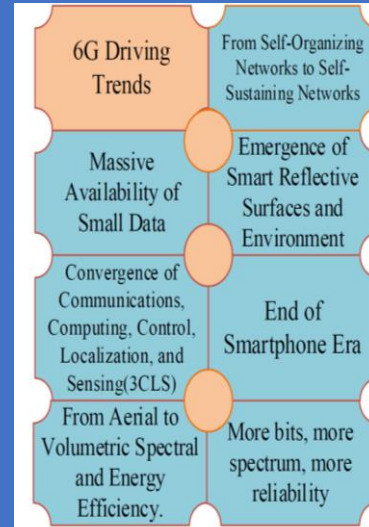 6G Driving
Trends
From Self-Organizing
Networks to Self-
Sustaining Networks
Massive
Availability of
Small Data
Emergence of
Smart Reflective
Surfaces and
Environment
Convergence of
Communications,
Computing, Control,
Localization, and
Sensing(3CLS)
End of
Smartphone Era
From Aerial to
Volumetric Spectral
and Energy
Efficiency.
More bits, more
spectrum, more
reliability